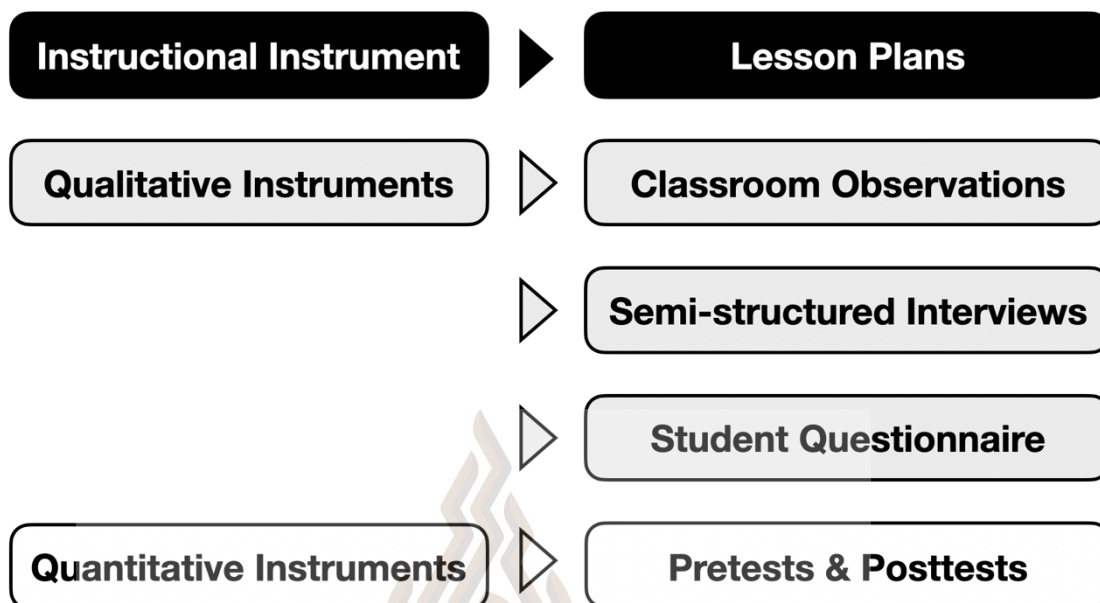 Instructional Instrument
Lesson Plans
Qualitative Instruments
Classroom Observations
Semi-structured Interviews
Student Questionnaire
Quantitative Instruments
Pretests & Posttests